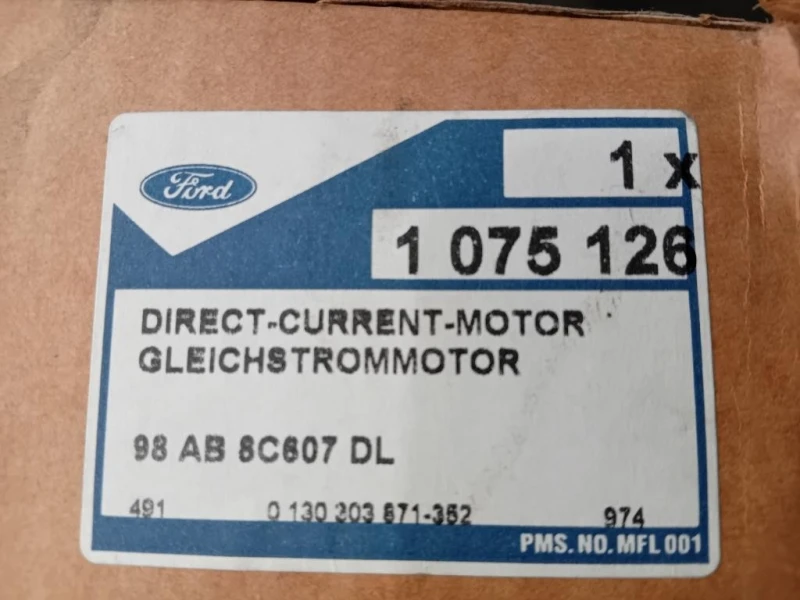 Ford
1 x
1 075 126
DIRECT-CURRENT-MOTOR
GLEICHSTROMMOTOR
98 AB 8C607 DL
491 0 130 303 871-352 974
PMS. NO. MFL 001